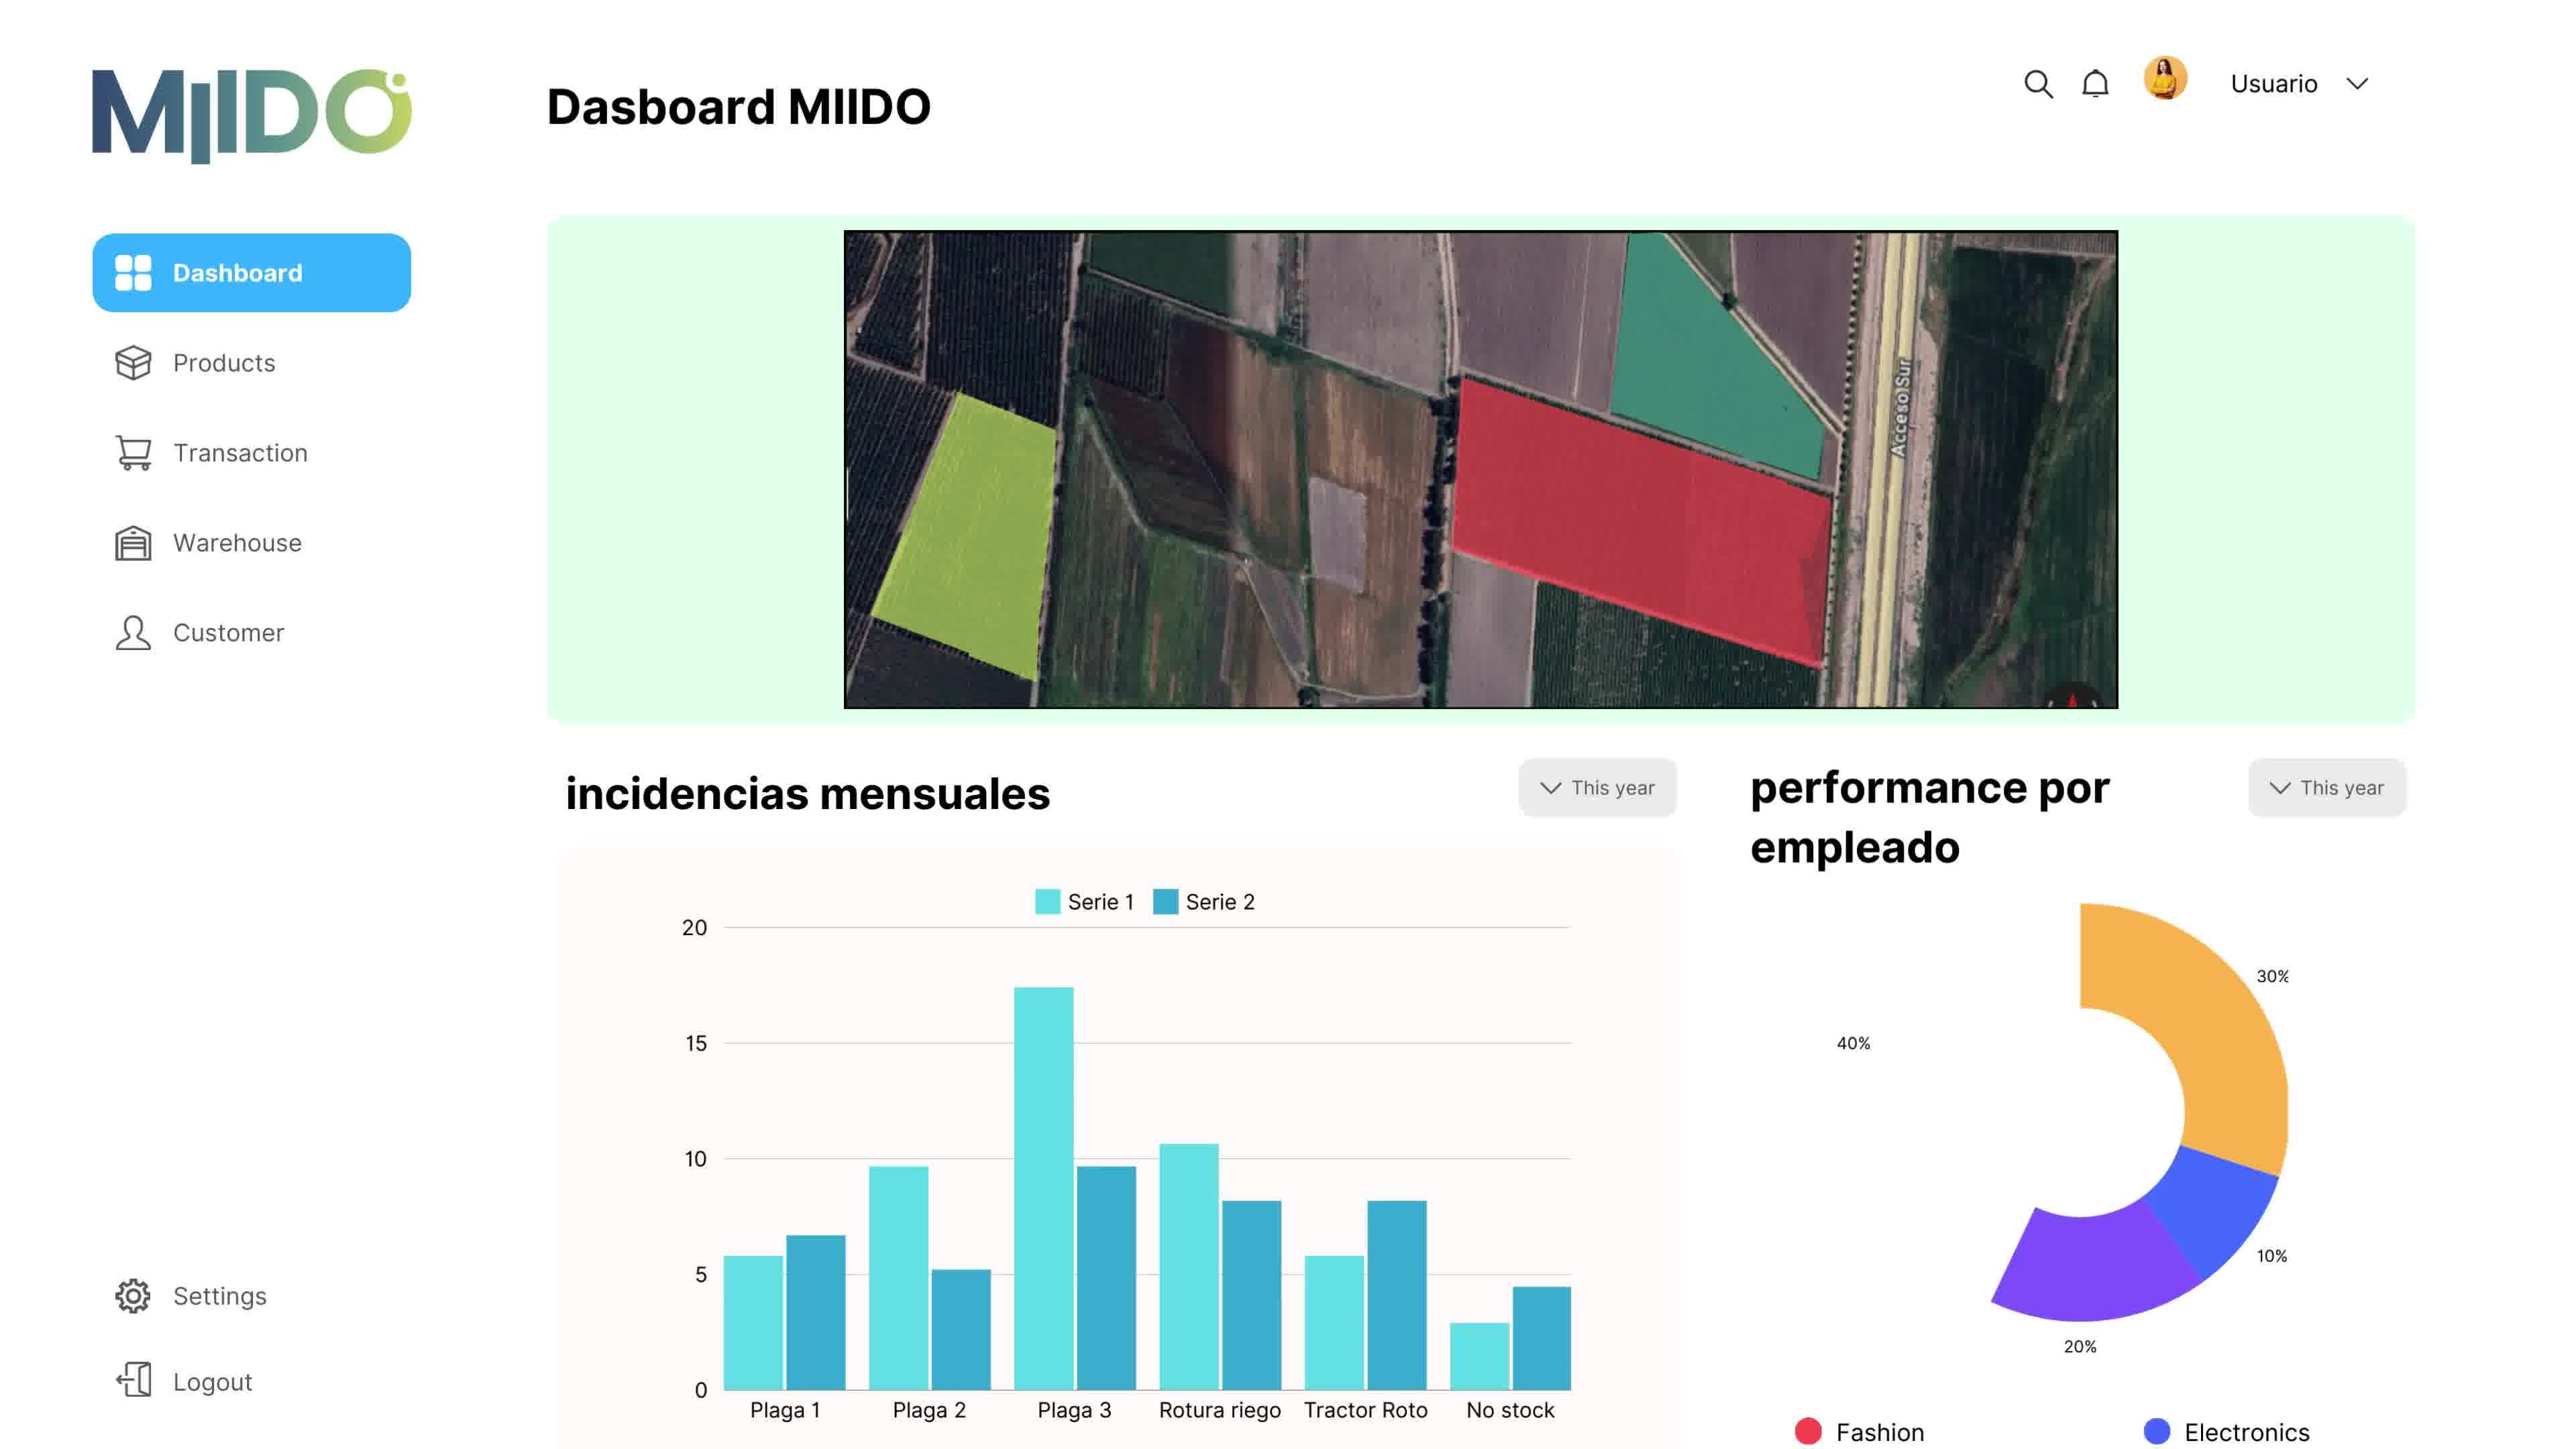 MIIDO
Dasboard MIIDO
Usuario
Dashboard
Products
Transaction
Warehouse
Customer
Settings
Logout
Acceso Sur
incidencias mensuales
This year
Serie 1
Serie 2
20
15
10
5
0
Plaga 1
Plaga 2
Plaga 3
Rotura riego
Tractor Roto
No stock
performance por
empleado
This year
30%
40%
10%
20%
Fashion
Electronics